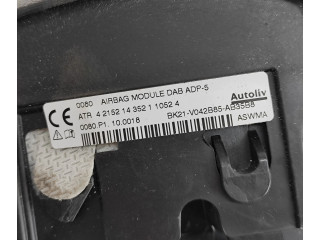 0080 AIRBAG MODULE DAB ADP-5
ATR 4 2152 14 352 1 1052 4 Autoliv
0080.P1.10.0018 BK21-V042B85-AB35B8
CE ASWMA